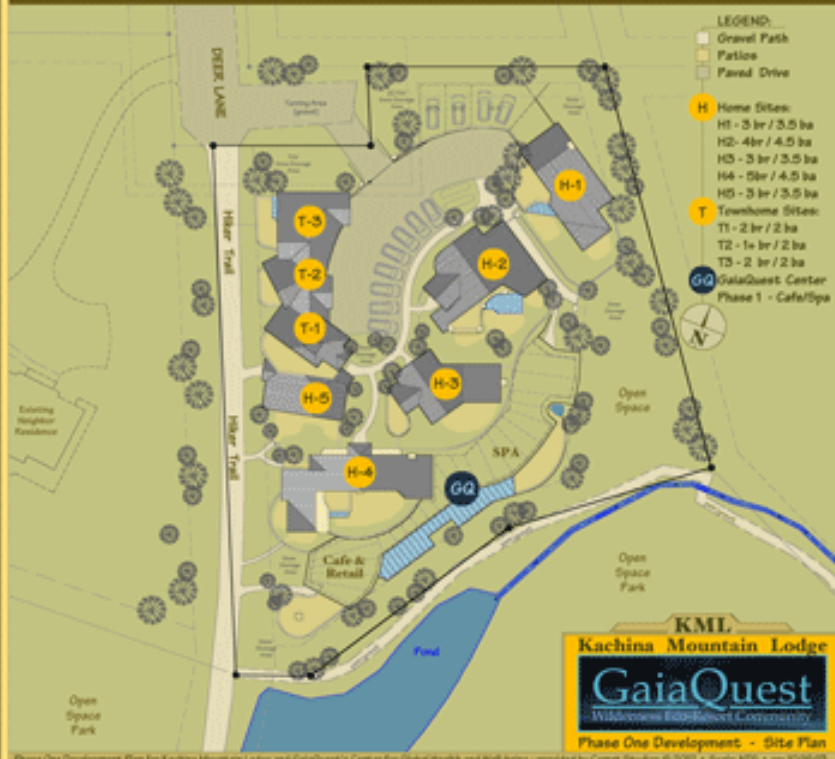 LEGEND:
Gravel Path
Patios
Paved Drive
H Home Sites:
H1 - 3 br / 3.5 ba
H2- 4br / 4.5 ba
H3 - 3 br / 3.5 ba
H4 - 5br / 4.5 ba
H5 - 3 br / 3.5 ba
T Townhome Sites:
T1 - 2 br / 2 ba
T2 - 1+ br / 2 ba
T3 - 2 br / 2 ba
GQ GaiaQuest Center
Phase 1 - Cafe/Spa
N
DEER LANE
Turning Area
(gravel)
H-1
T-3
Hiker Trail
H-2
T-2
T-1
H-3
H-5
Open
Space
Existing
Neighbor
Residence
Hiker Trail
SPA
H-4
GQ
Cafe &
Retail
Open
Space
Park
Pond
Open
Space
Park
KML
Kachina Mountain Lodge
GaiaQuest
Wilderness Eco-Resort Community
Phase One Development - Site Plan